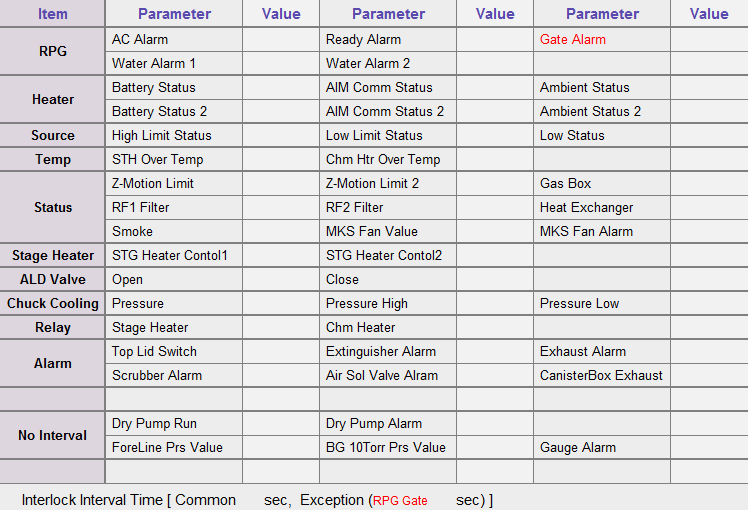 Item Parameter Value Parameter Value Parameter Value
RPG AC Alarm Ready Alarm Gate Alarm
Water Alarm 1 Water Alarm 2
Heater Battery Status AIM Comm Status Ambient Status
Battery Status 2 AIM Comm Status 2 Ambient Status 2
Source High Limit Status Low Limit Status Low Status
Temp STH Over Temp Chm Htr Over Temp
Status Z-Motion Limit Z-Motion Limit 2 Gas Box
RF1 Filter RF2 Filter Heat Exchanger
Smoke MKS Fan Value MKS Fan Alarm
Stage Heater STG Heater Contol1 STG Heater Contol2
ALD Valve Open Close
Chuck Cooling Pressure Pressure High Pressure Low
Relay Stage Heater Chm Heater
Alarm Top Lid Switch Extinguisher Alarm Exhaust Alarm
Scrubber Alarm Air Sol Valve Alram CanisterBox Exhaust
No Interval Dry Pump Run Dry Pump Alarm
ForeLine Prs Value BG 10Torr Prs Value Gauge Alarm
Interlock Interval Time [ Common sec, Exception (RPG Gate sec) ]